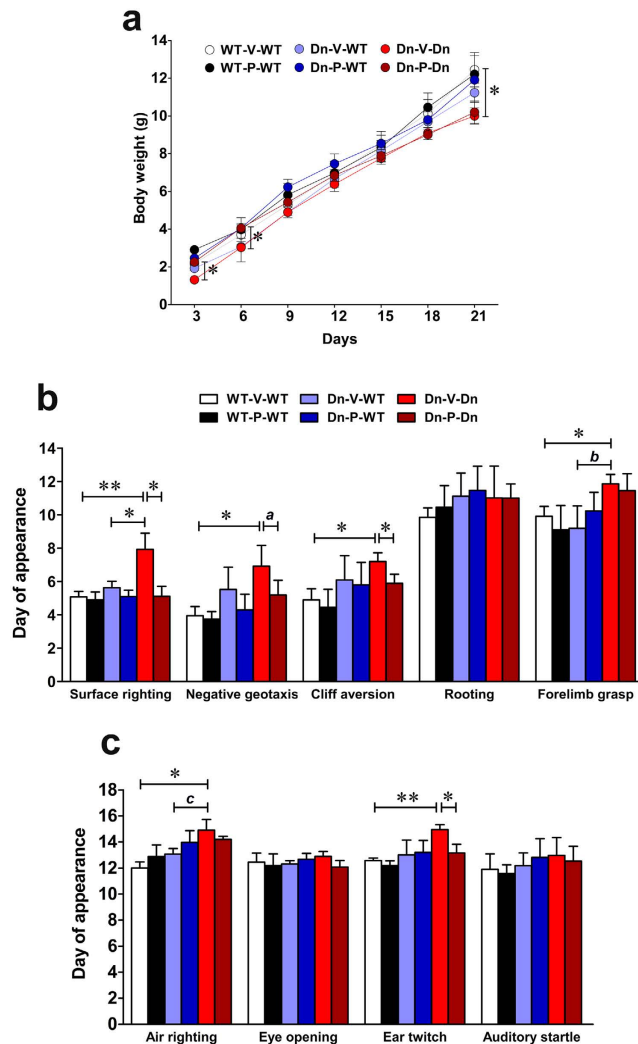 a
WT-V-WT Dn-V-WT Dn-V-Dn
WT-P-WT Dn-P-WT Dn-P-Dn
Body weight (g)
14
12
10
8
6
4
2
0
*
*
*
3 6 9 12 15 18 21
Days
b
WT-V-WT Dn-V-WT Dn-V-Dn
WT-P-WT Dn-P-WT Dn-P-Dn
Day of appearance
14
12
10
8
6
4
2
0
** *
*
* a
* *
*
b
Surface righting Negative geotaxis Cliff aversion Rooting Forelimb grasp
c
Day of appearance
18
16
14
12
10
8
6
4
2
0
*
c
** *
Air righting Eye opening Ear twitch Auditory startle